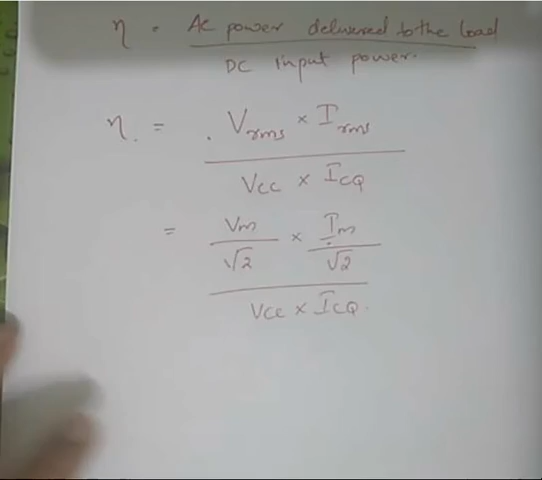 η = AC power delivered to the load
DC input power.
η = Vrms × Irms
Vcc × ICQ
= Vm/√2 × Im/√2
Vcc × ICQ.